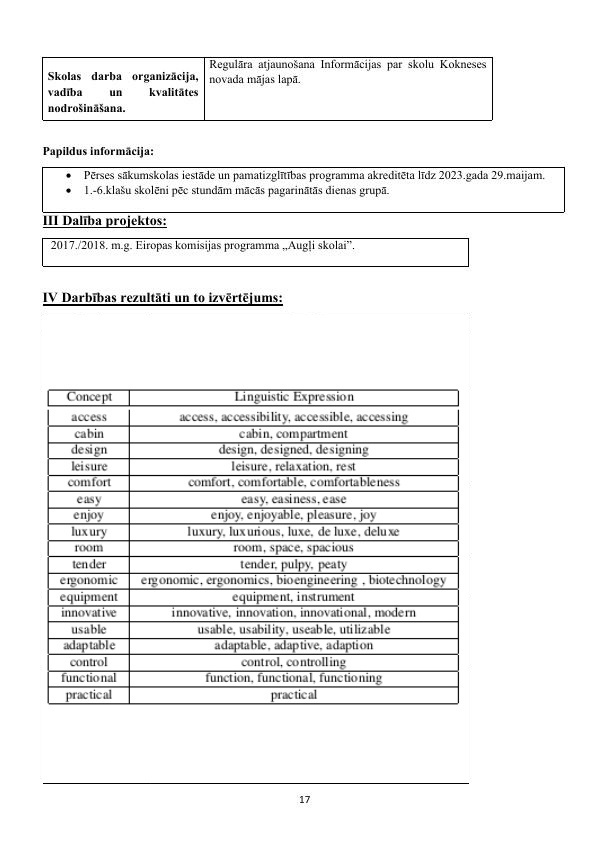 Skolas darba organizācija,
vadība un kvalitātes
nodrošināšana.
Regulāra atjaunošana Informācijas par skolu Kokneses
novada mājas lapā.
Papildus informācija:
• Pērses sākumskolas iestāde un pamatizglītības programma akreditēta līdz 2023.gada 29.maijam.
• 1.-6.klašu skolēni pēc stundām mācās pagarinātās dienas grupā.
III Dalība projektos:
2017./2018. m.g. Eiropas komisijas programma „Augļi skolai”.
IV Darbības rezultāti un to izvērtējums:
Concept Linguistic Expression
access access, accessibility, accessible, accessing
cabin cabin, compartment
design design, designed, designing
leisure leisure, relaxation, rest
comfort comfort, comfortable, comfortableness
easy easy, easiness, ease
enjoy enjoy, enjoyable, pleasure, joy
luxury luxury, luxurious, luxe, de luxe, deluxe
room room, space, spacious
tender tender, pulpy, peaty
ergonomic ergonomic, ergonomics, bioengineering , biotechnology
equipment equipment, instrument
innovative innovative, innovation, innovational, modern
usable usable, usability, useable, utilizable
adaptable adaptable, adaptive, adaption
control control, controlling
functional function, functional, functioning
practical practical
17